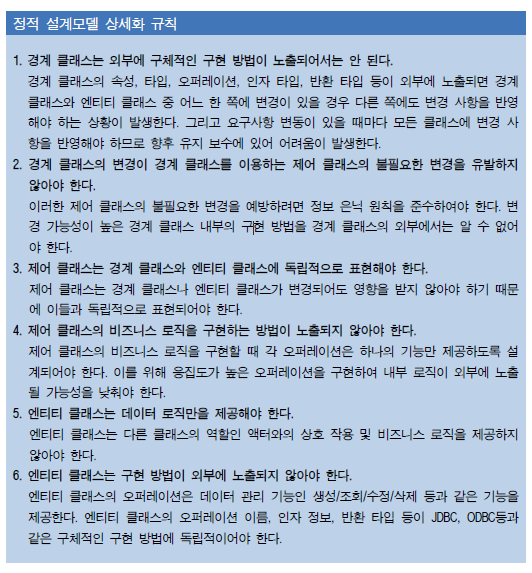 정적 설계모델 상세화 규칙
1. 경계 클래스는 외부에 구체적인 구현 방법이 노출되어서는 안 된다.
경계 클래스의 속성, 타입, 오퍼레이션, 인자 타입, 반환 타입 등이 외부에 노출되면 경계
클래스와 엔티티 클래스 중 어느 한 쪽에 변경이 있을 경우 다른 쪽에도 변경 사항을 반영
해야 하는 상황이 발생한다. 그리고 요구사항 변동이 있을 때마다 모든 클래스에 변경 사
항을 반영해야 하므로 향후 유지 보수에 있어 어려움이 발생한다.
2. 경계 클래스의 변경이 경계 클래스를 이용하는 제어 클래스의 불필요한 변경을 유발하지
않아야 한다.
이러한 제어 클래스의 불필요한 변경을 예방하려면 정보 은닉 원칙을 준수하여야 한다. 변
경 가능성이 높은 경계 클래스 내부의 구현 방법을 경계 클래스의 외부에서는 알 수 없어
야 한다.
3. 제어 클래스는 경계 클래스와 엔티티 클래스에 독립적으로 표현해야 한다.
제어 클래스는 경계 클래스나 엔티티 클래스가 변경되어도 영향을 받지 않아야 하기 때문
에 이들과 독립적으로 표현되어야 한다.
4. 제어 클래스의 비즈니스 로직을 구현하는 방법이 노출되지 않아야 한다.
제어 클래스의 비즈니스 로직을 구현할 때 각 오퍼레이션은 하나의 기능만 제공하도록 설
계되어야 한다. 이를 위해 응집도가 높은 오퍼레이션을 구현하여 내부 로직이 외부에 노출
될 가능성을 낮춰야 한다.
5. 엔티티 클래스는 데이터 로직만을 제공해야 한다.
엔티티 클래스는 다른 클래스의 역할인 액터와의 상호 작용 및 비즈니스 로직을 제공하지
않아야 한다.
6. 엔티티 클래스는 구현 방법이 외부에 노출되지 않아야 한다.
엔티티 클래스의 오퍼레이션은 데이터 관리 기능인 생성/조회/수정/삭제 등과 같은 기능을
제공한다. 엔티티 클래스의 오퍼레이션 이름, 인자 정보, 반환 타입 등이 JDBC, ODBC등과
같은 구체적인 구현 방법에 독립적이어야 한다.